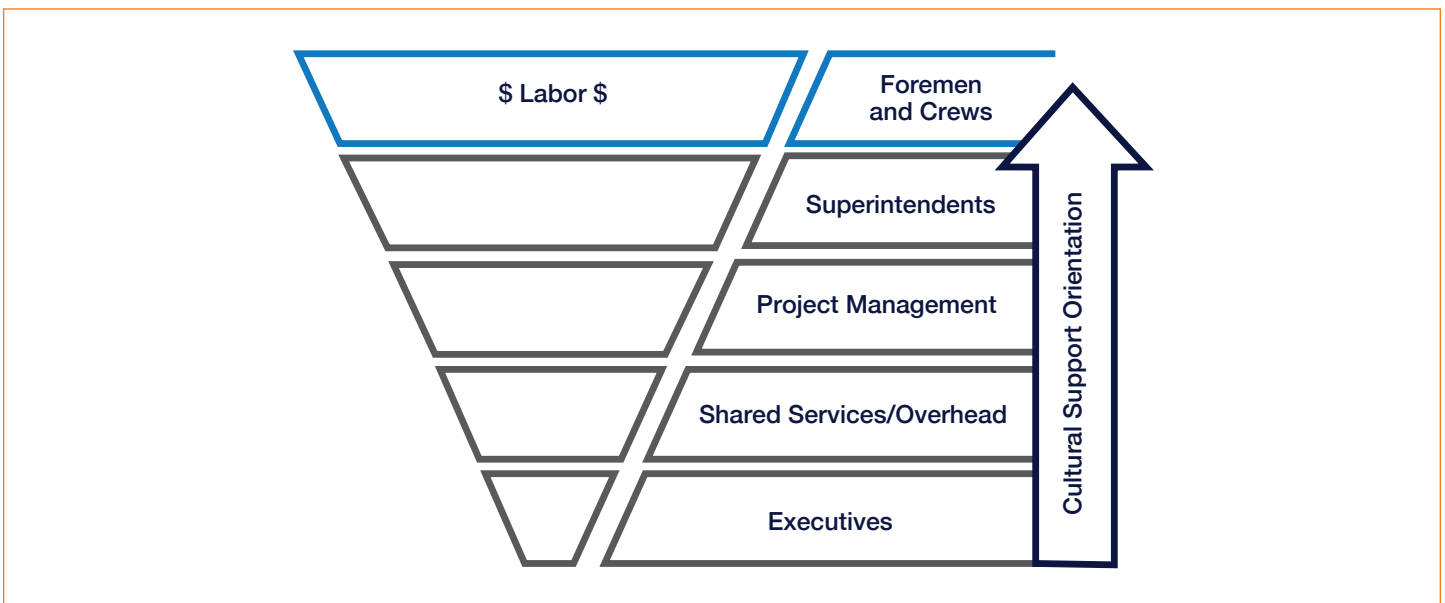 $ Labor $
Foremen
and Crews
Superintendents
Project Management
Shared Services/Overhead
Executives
Cultural Support Orientation